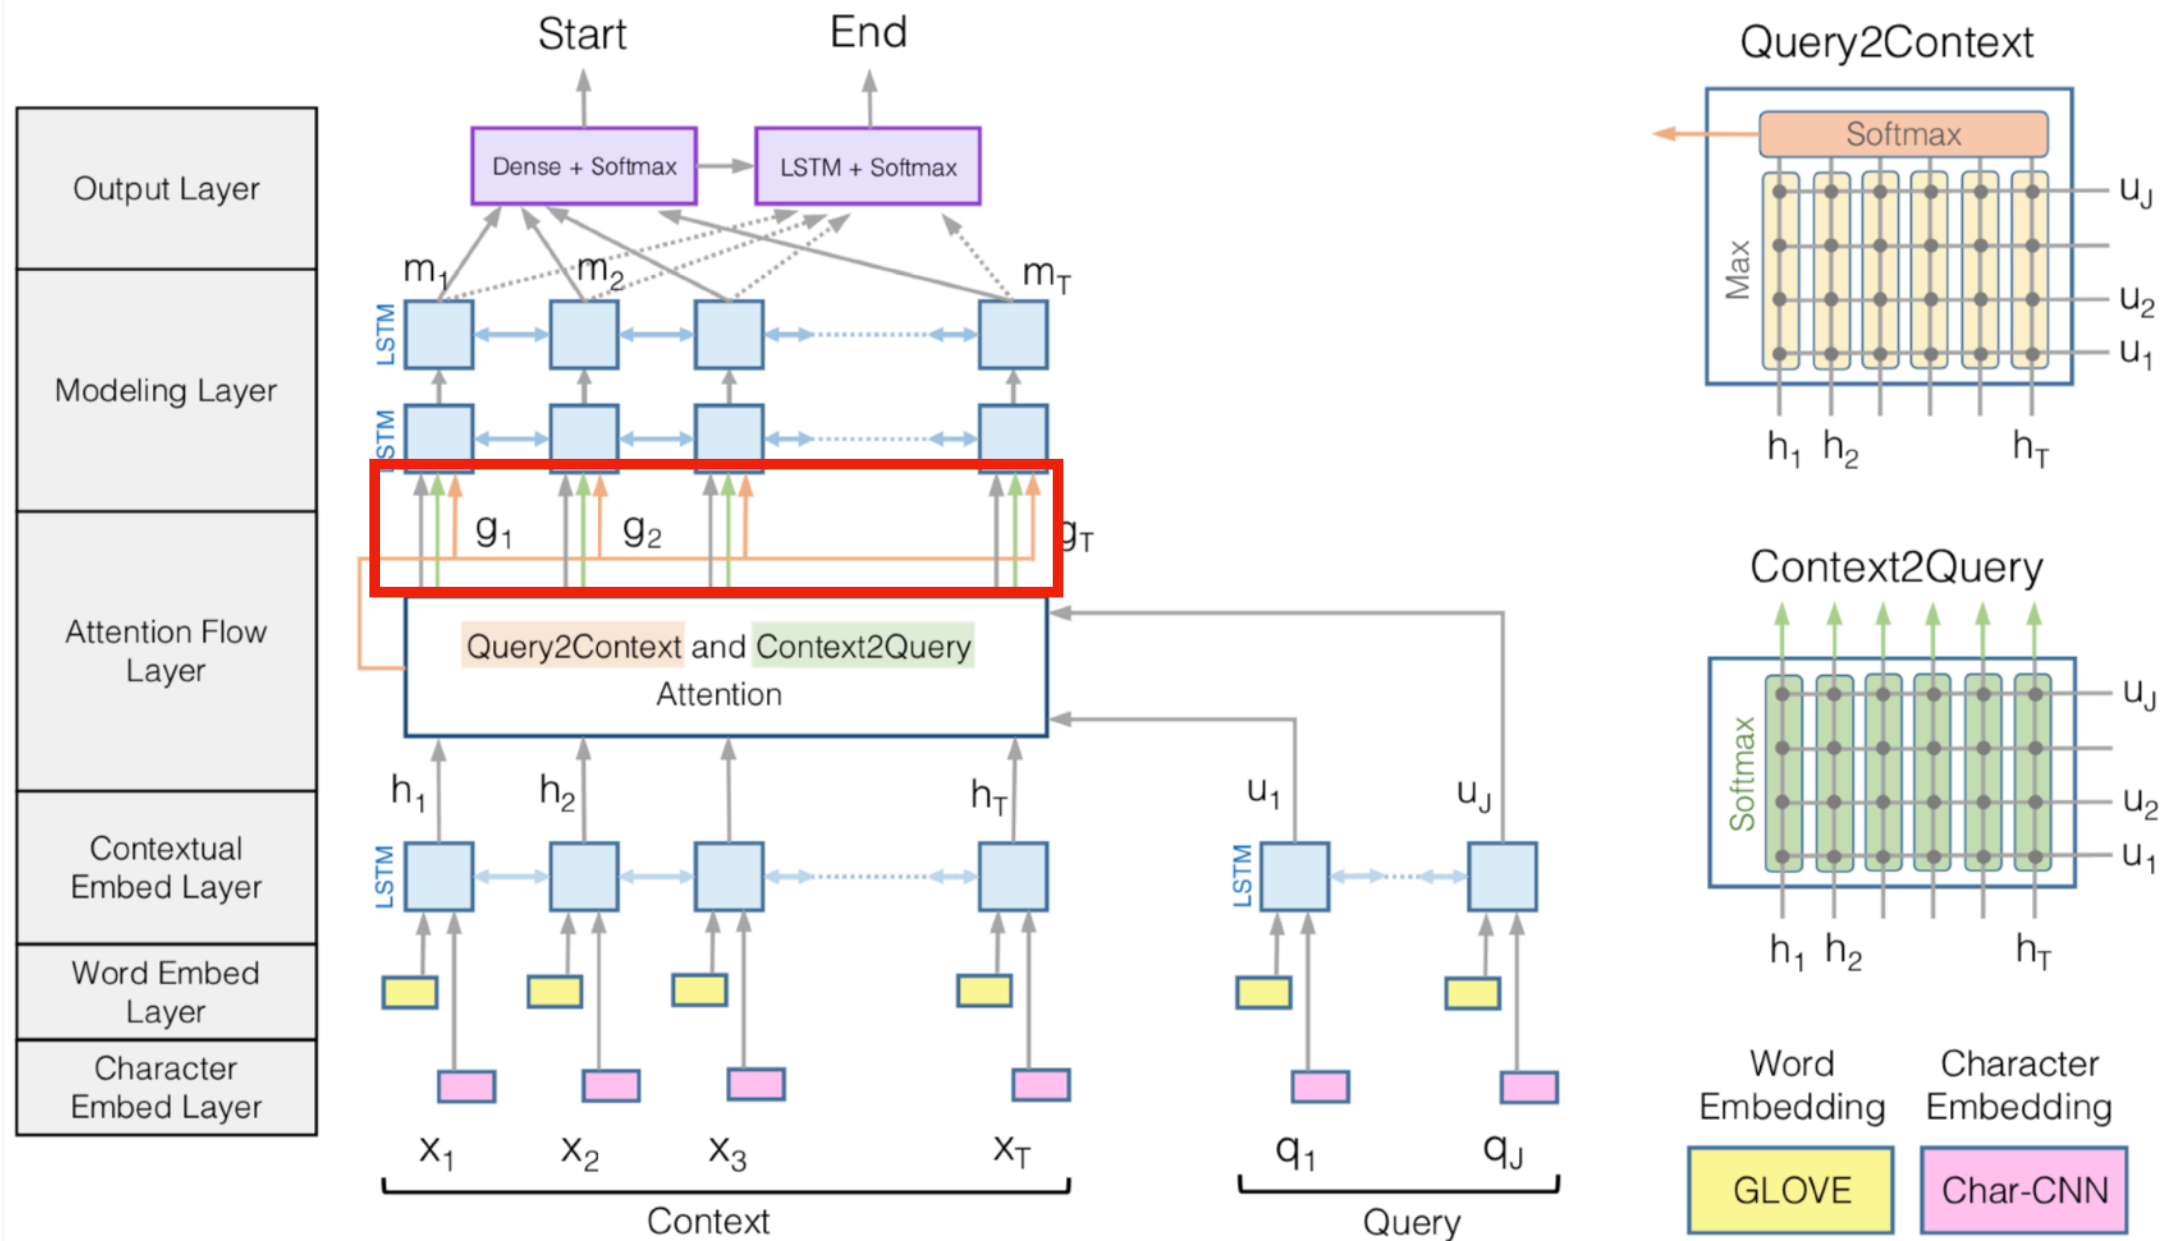 Start
End
Query2Context
Output Layer
Dense + Softmax
LSTM + Softmax
Softmax
Max
uJ
u2
u1
h1 h2 hT
m1
m2
mT
Modeling Layer
LSTM
LSTM
g1
g2
gT
Attention Flow
Layer
Query2Context and Context2Query
Attention
Context2Query
Softmax
uJ
u2
u1
h1 h2 hT
h1
h2
hT
u1
uJ
Contextual
Embed Layer
LSTM
LSTM
Word Embed
Layer
Character
Embed Layer
x1
x2
x3
xT
q1
qJ
Context
Query
Word
Embedding
Character
Embedding
GLOVE
Char-CNN